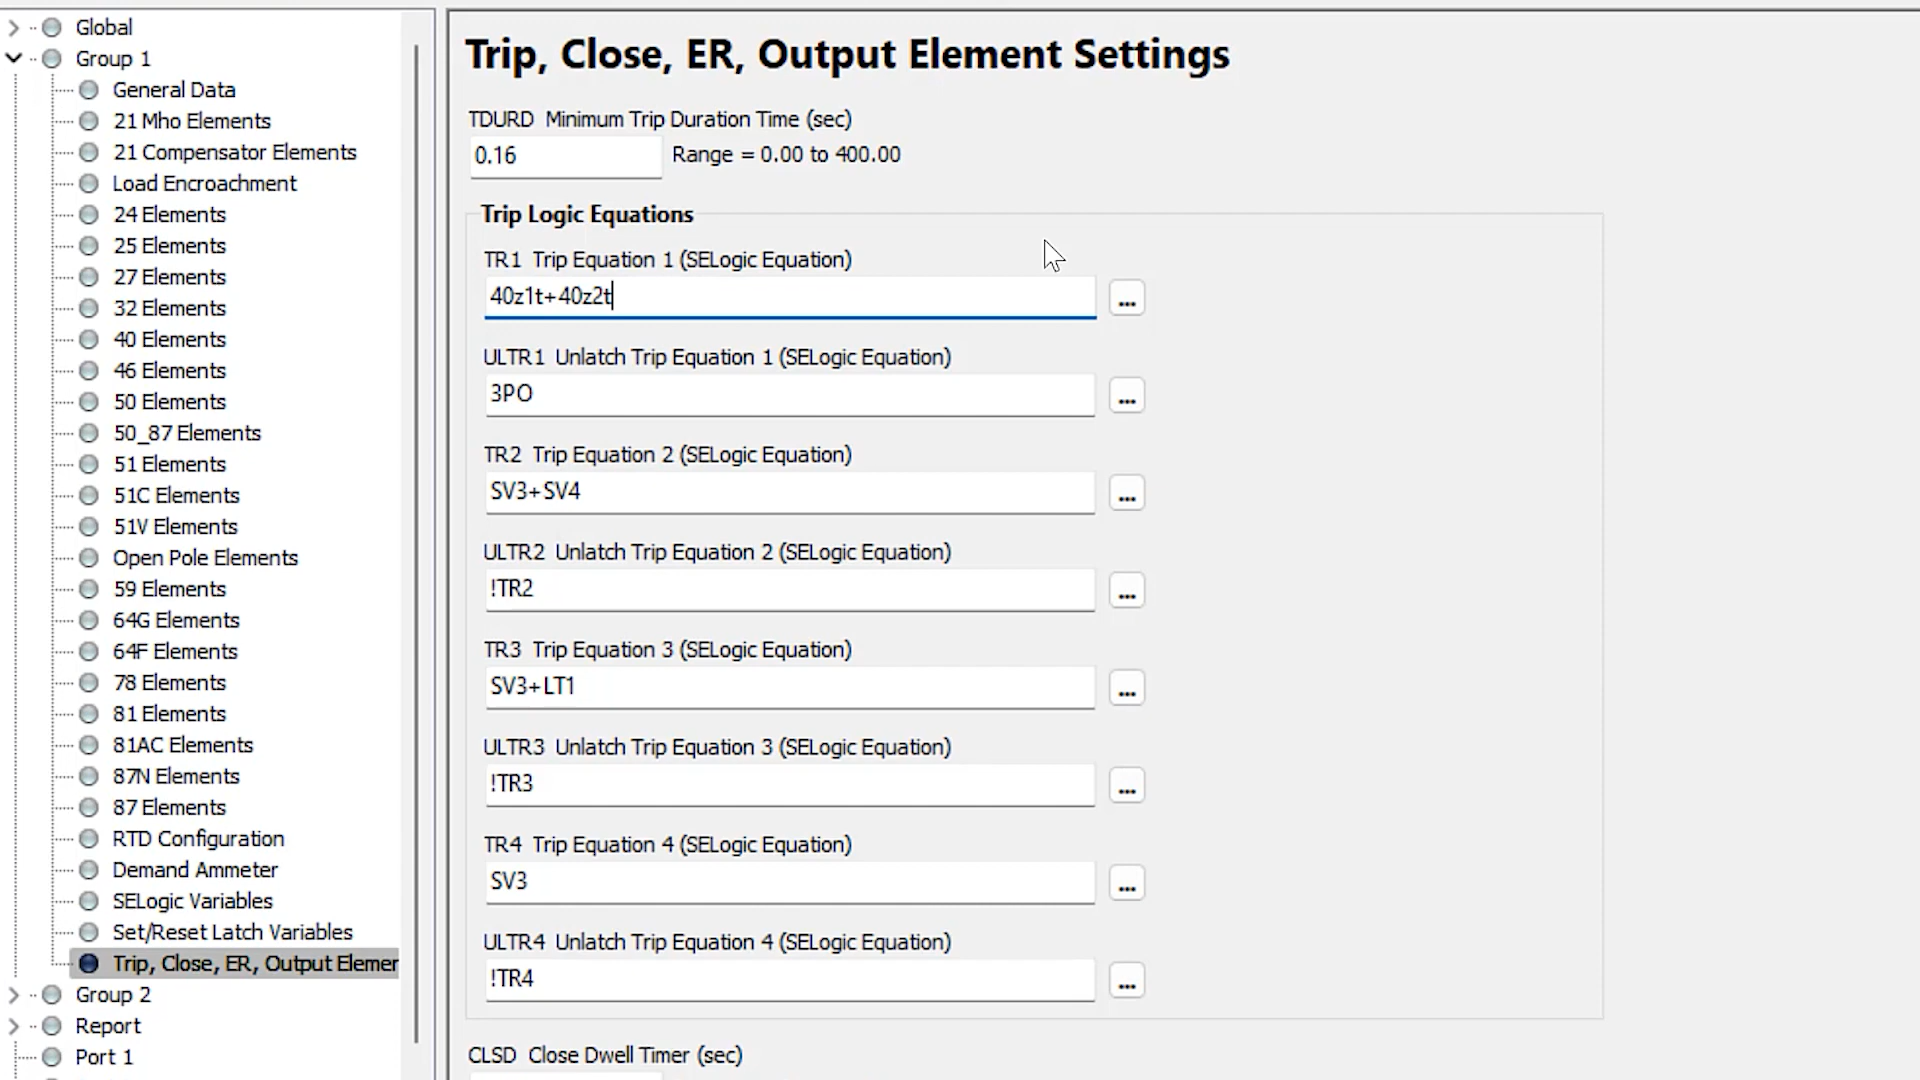 Global
Group 1
General Data
21 Mho Elements
21 Compensator Elements
Load Encroachment
24 Elements
25 Elements
27 Elements
32 Elements
40 Elements
46 Elements
50 Elements
50_87 Elements
51 Elements
51C Elements
51V Elements
Open Pole Elements
59 Elements
64G Elements
64F Elements
78 Elements
81 Elements
81AC Elements
87N Elements
87 Elements
RTD Configuration
Demand Ammeter
SELogic Variables
Set/Reset Latch Variables
Trip, Close, ER, Output Elemer
Group 2
Report
Port 1
Trip, Close, ER, Output Element Settings
TDURD Minimum Trip Duration Time (sec)
0.16 Range = 0.00 to 400.00
Trip Logic Equations
TR1 Trip Equation 1 (SELogic Equation)
40z1t+40z2t
...
ULTR1 Unlatch Trip Equation 1 (SELogic Equation)
3PO
...
TR2 Trip Equation 2 (SELogic Equation)
SV3+SV4
...
ULTR2 Unlatch Trip Equation 2 (SELogic Equation)
!TR2
...
TR3 Trip Equation 3 (SELogic Equation)
SV3+LT1
...
ULTR3 Unlatch Trip Equation 3 (SELogic Equation)
!TR3
...
TR4 Trip Equation 4 (SELogic Equation)
SV3
...
ULTR4 Unlatch Trip Equation 4 (SELogic Equation)
!TR4
...
CLSD Close Dwell Timer (sec)